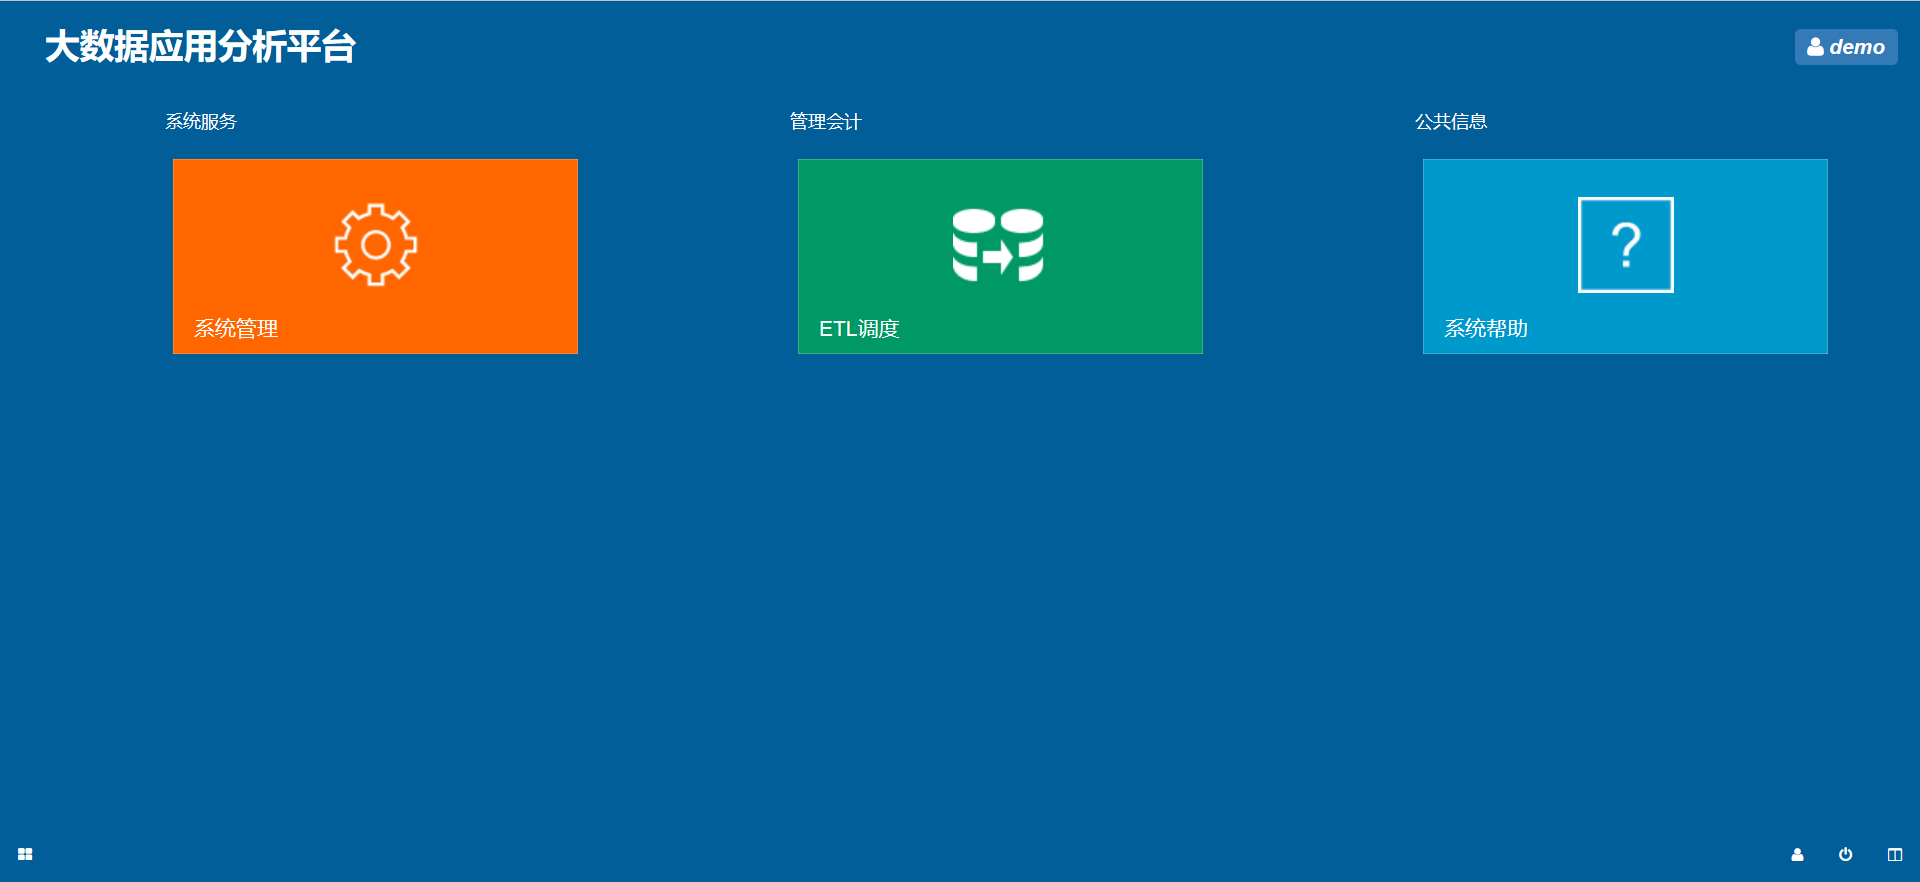 大数据应用分析平台
demo
系统服务
管理会计
公共信息
系统管理
ETL调度
?
系统帮助